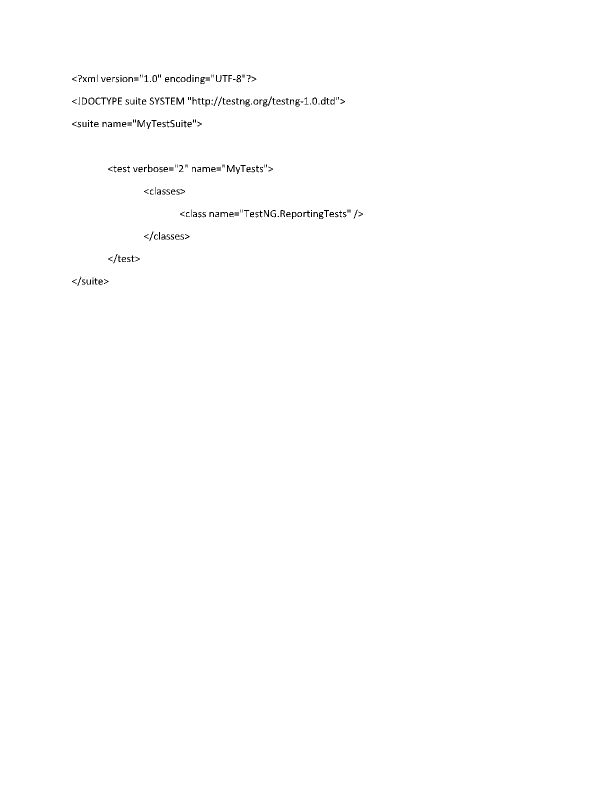 <?xml version="1.0" encoding="UTF-8"?>
<!DOCTYPE suite SYSTEM "http://testng.org/testng-1.0.dtd">
<suite name="MyTestSuite">
<test verbose="2" name="MyTests">
<classes>
<class name="TestNG.ReportingTests" />
</classes>
</test>
</suite>